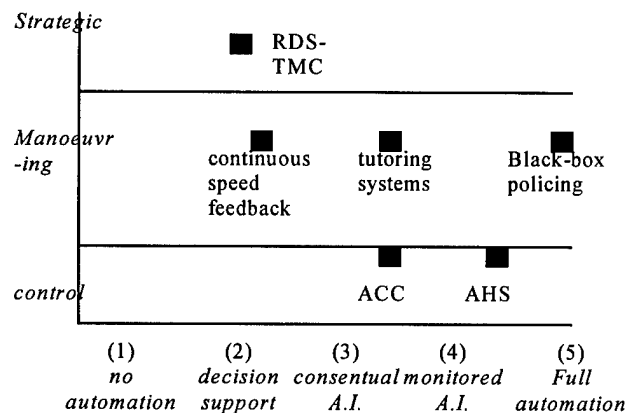 Strategic
RDS-
TMC
Manoeuvr
-ing
continuous
speed
feedback
tutoring
systems
Black-box
policing
control
ACC
AHS
(1)
(2)
(3)
(4)
(5)
no
decision
consentual
monitored
Full
automation
support
A.I.
A.I.
automation